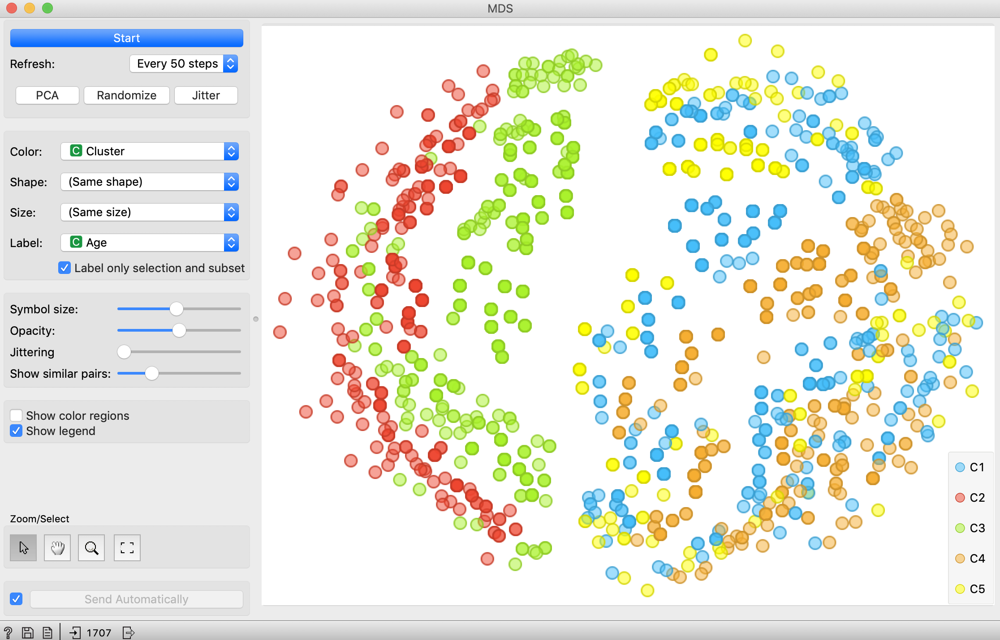 MDS
Start
Refresh: Every 50 steps
PCA Randomize Jitter
Color: C Cluster
Shape: (Same shape)
Size: (Same size)
Label: C Age
Label only selection and subset
Symbol size:
Opacity:
Jittering
Show similar pairs:
Show color regions
Show legend
Zoom/Select
Send Automatically
? 1707
C1
C2
C3
C4
C5